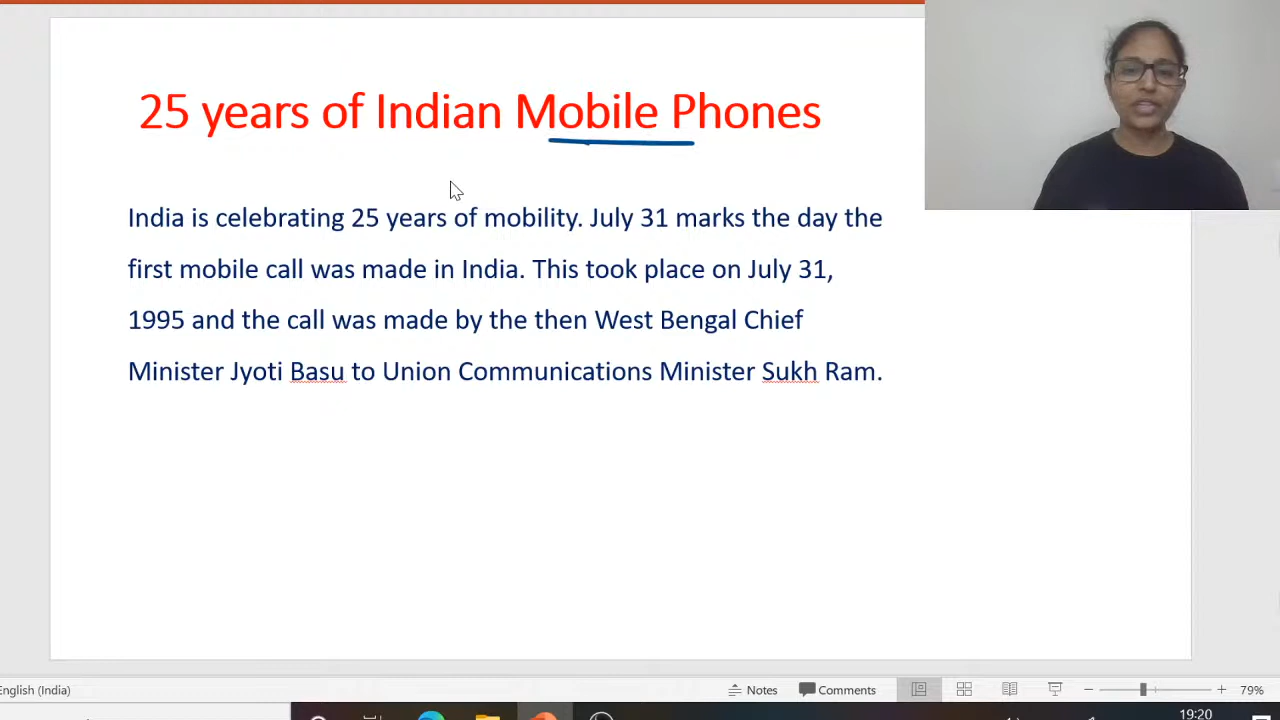 25 years of Indian Mobile Phones
India is celebrating 25 years of mobility. July 31 marks the day the
first mobile call was made in India. This took place on July 31,
1995 and the call was made by the then West Bengal Chief
Minister Jyoti Basu to Union Communications Minister Sukh Ram.
English (India)
Notes
Comments
79%
19:20